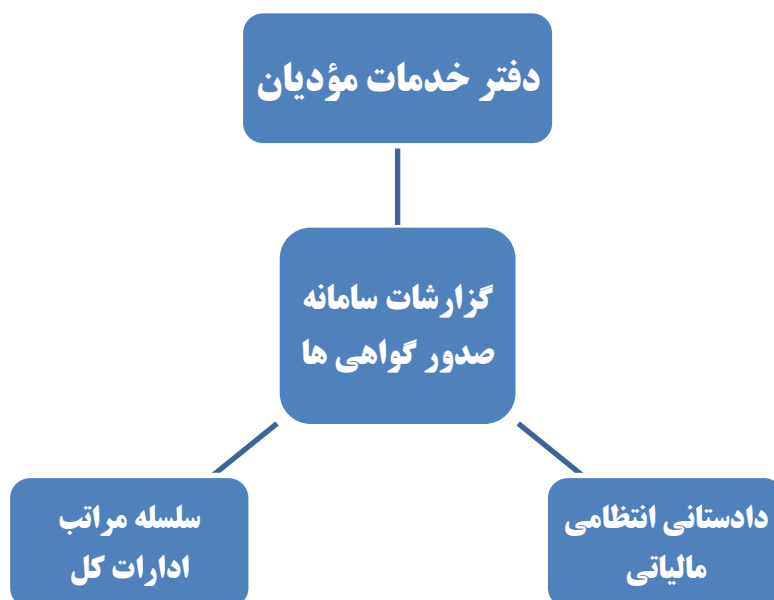 دفتر خدمات مؤدیان
گزارشات سامانه
صدور گواهی ها
دادستانی انتظامی
مالیاتی
سلسله مراتب
ادارات کل